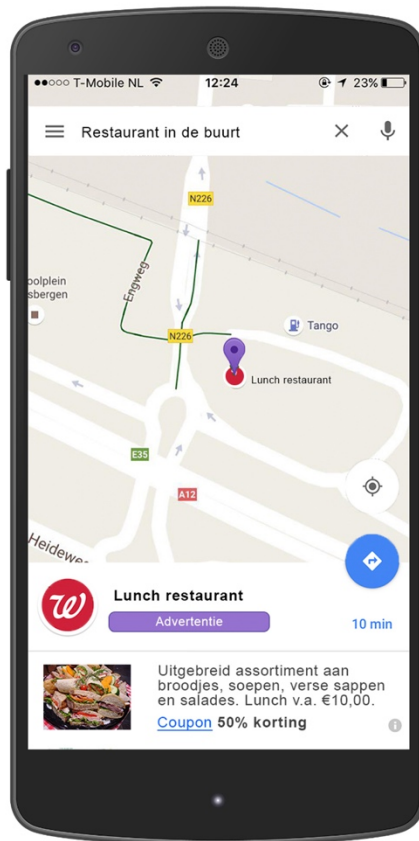 ●●○○○ T-Mobile NL 12:24 23%
Restaurant in de buurt
N226
oolplein
sbergen
Engweg
N226
Tango
Lunch restaurant
E35
A12
Heidewe
W
Lunch restaurant
Advertentie
10 min
Uitgebreid assortiment aan
broodjes, soepen, verse sappen
en salades. Lunch v.a. €10,00.
Coupon 50% korting